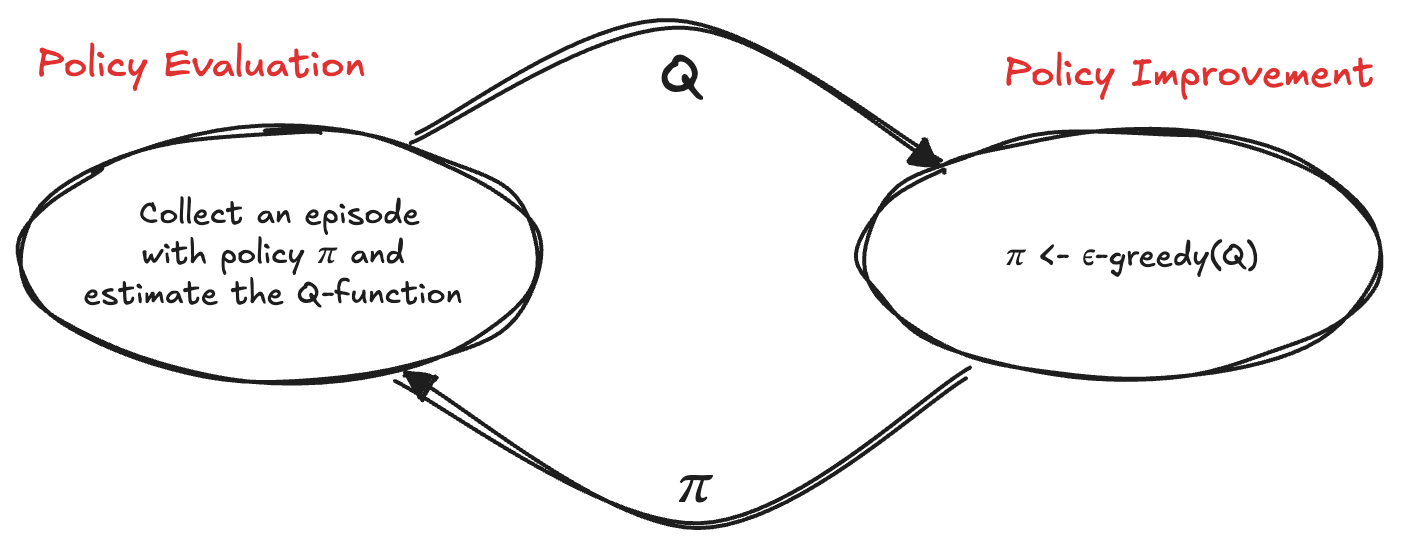 Policy Evaluation
Q
Policy Improvement
Collect an episode
with policy π and
estimate the Q-function
π <- ϵ-greedy(Q)
π